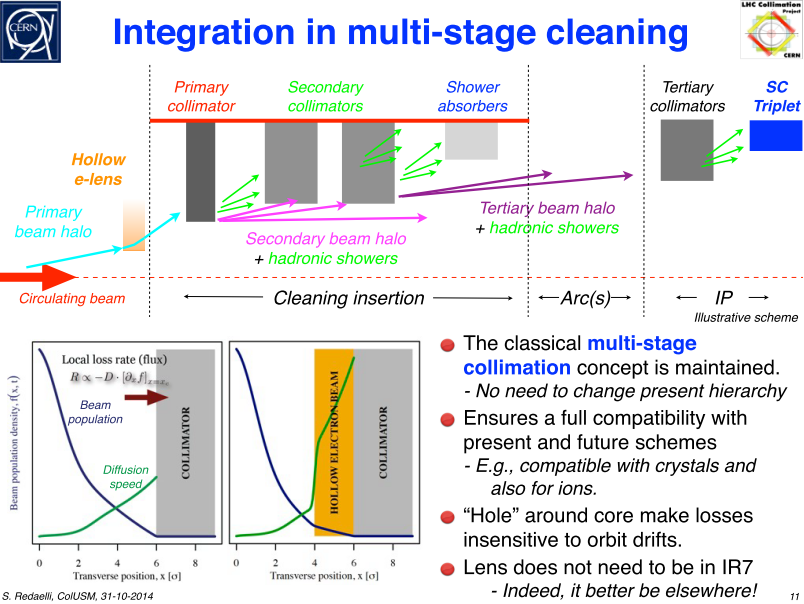 CERN
Integration in multi-stage cleaning
LHC Collimation
Project
CERN
Primary
collimator
Secondary
collimators
Shower
absorbers
Tertiary
collimators
SC
Triplet
Hollow
e-lens
Primary
beam halo
Secondary beam halo
+ hadronic showers
Tertiary beam halo
+ hadronic showers
Circulating beam
Cleaning insertion
Arc(s)
IP
Illustrative scheme
Beam population density, f(x, t)
Local loss rate (flux)
R ∝ −D · [∂ₓf]
Beam
population
Diffusion
speed
COLLIMATOR
0 2 4 6 8
Transverse position, x [σ]
HOLLOW ELECTRON BEAM
COLLIMATOR
0 2 4 6 8
Transverse position, x [σ]
The classical multi-stage
collimation concept is maintained.
- No need to change present hierarchy
Ensures a full compatibility with
present and future schemes
- E.g., compatible with crystals and
also for ions.
“Hole” around core make losses
insensitive to orbit drifts.
Lens does not need to be in IR7
- Indeed, it better be elsewhere!
S. Redaelli, ColUSM, 31-10-2014
11